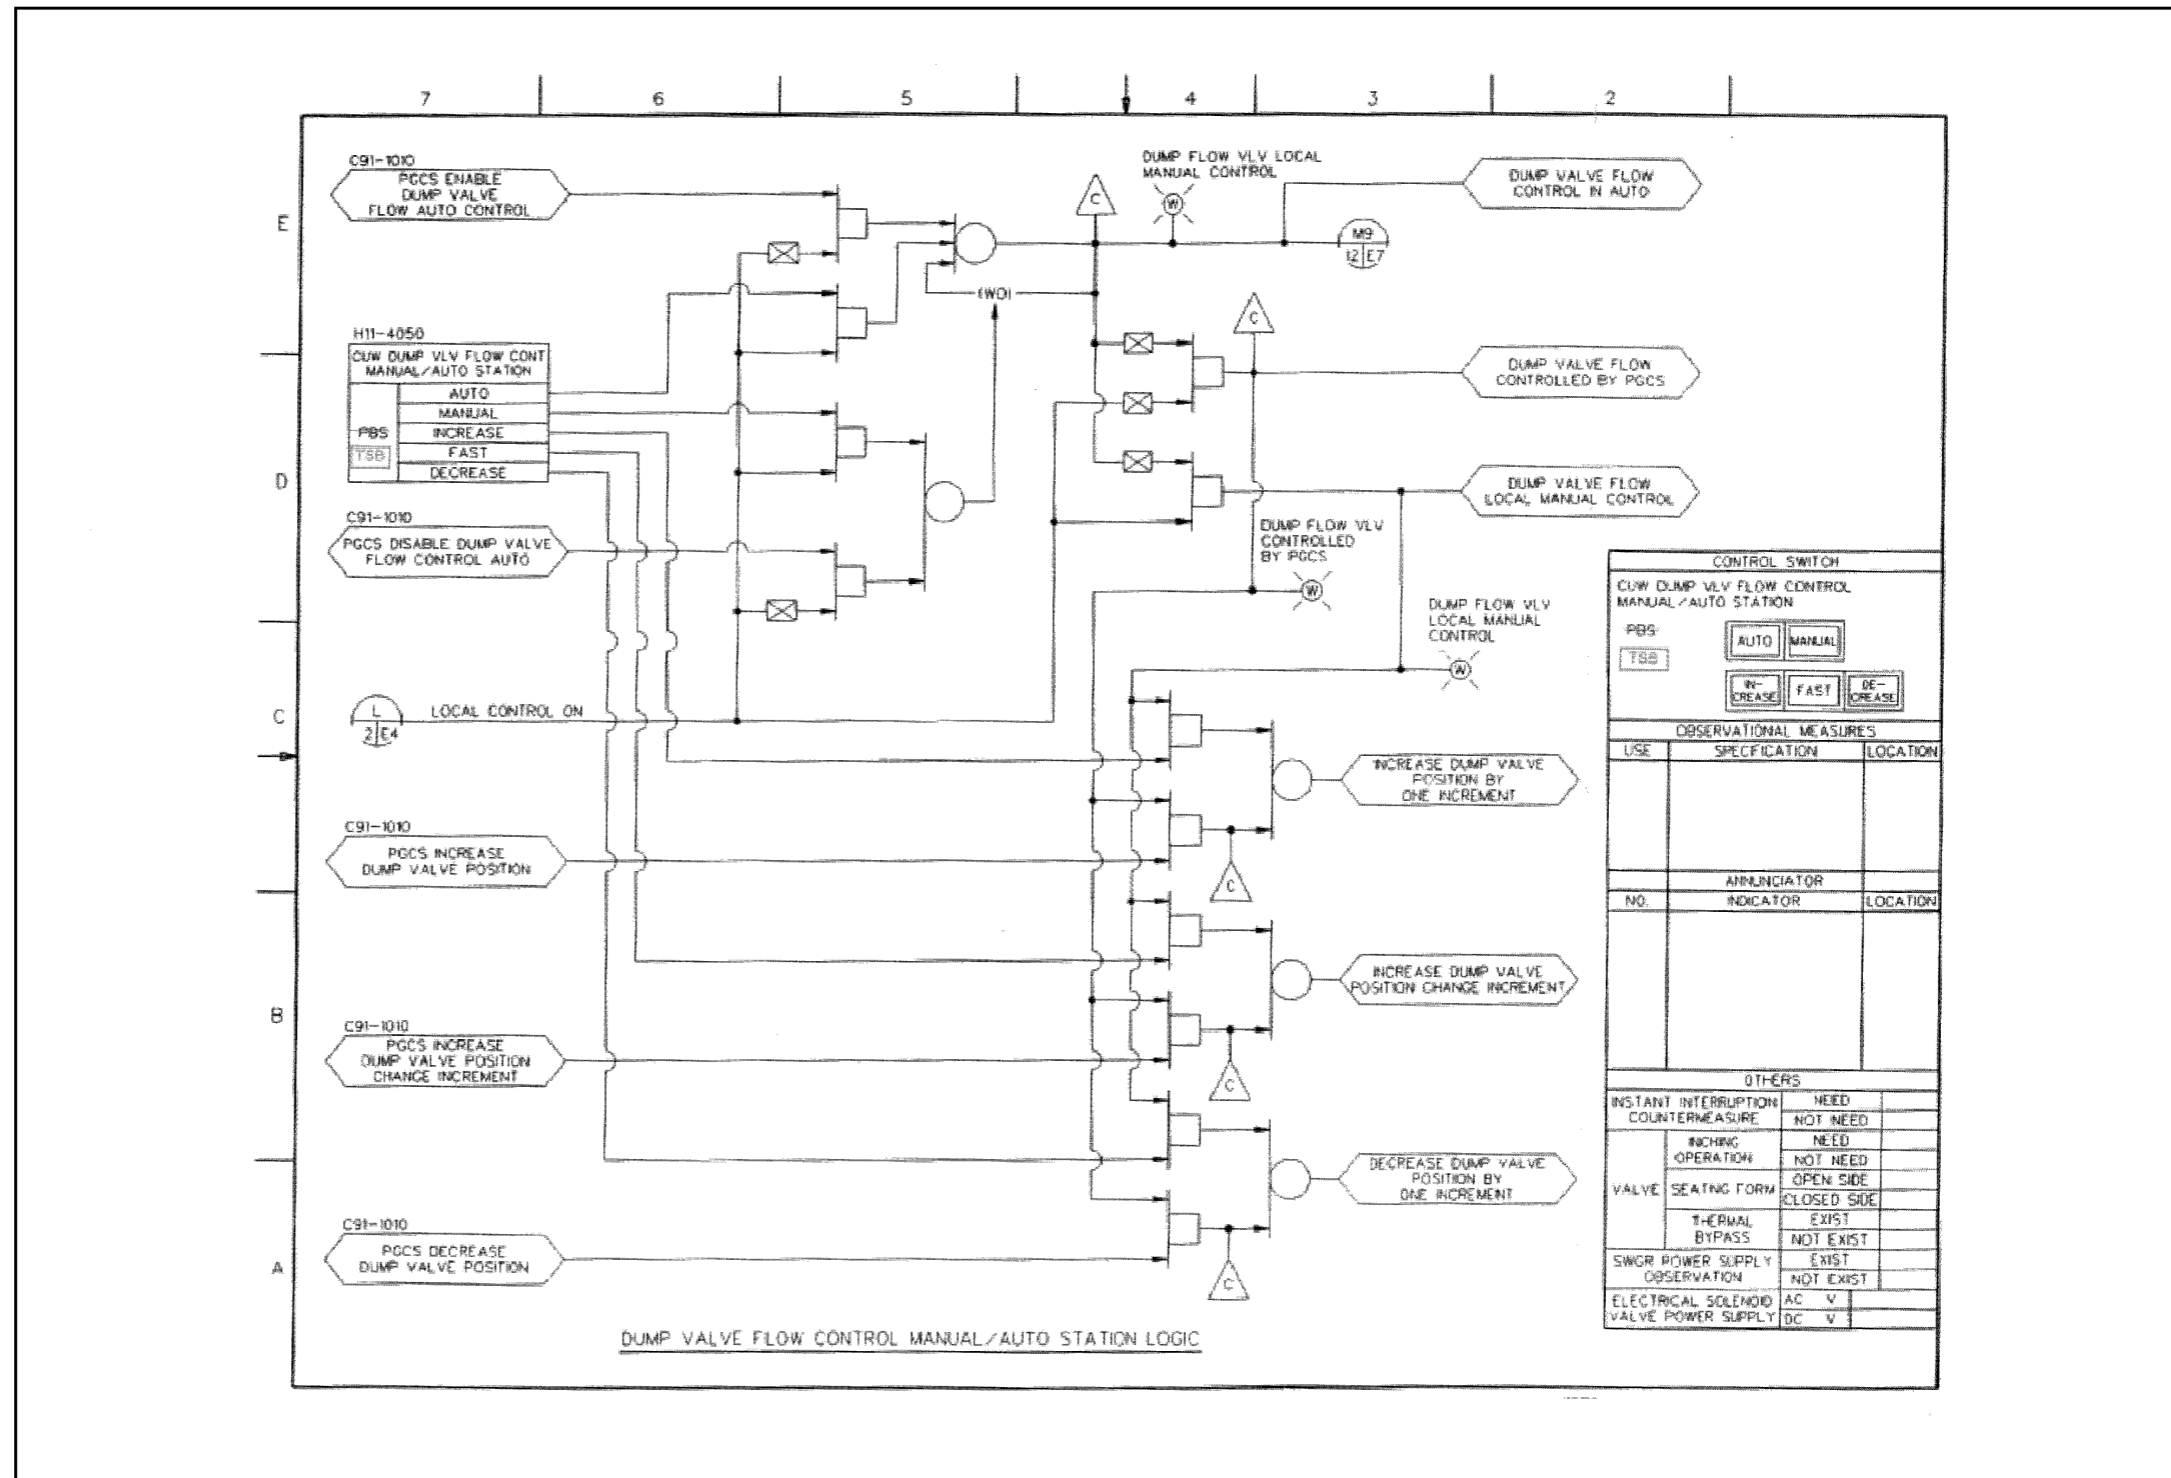 7 6 5 4 3 2
E
D
C
B
A
C91-1010
PGCS ENABLE
DUMP VALVE
FLOW AUTO CONTROL
H11-4050
CUW DUMP VLV FLOW CONT
MANUAL/AUTO STATION
AUTO
MANUAL
PBS
INCREASE
TSB
FAST
DECREASE
C91-1010
PGCS DISABLE DUMP VALVE
FLOW CONTROL AUTO
L
2 E4
LOCAL CONTROL ON
C91-1010
PGCS INCREASE
DUMP VALVE POSITION
C91-1010
PGCS INCREASE
DUMP VALVE POSITION
CHANGE INCREMENT
C91-1010
PGCS DECREASE
DUMP VALVE POSITION
(WO)
C
DUMP FLOW VLV LOCAL
MANUAL CONTROL
W
DUMP VALVE FLOW
CONTROL IN AUTO
M9
12 E7
C
DUMP VALVE FLOW
CONTROLLED BY PGCS
DUMP VALVE FLOW
LOCAL MANUAL CONTROL
DUMP FLOW VLV
CONTROLLED
BY PGCS
W
DUMP FLOW VLV
LOCAL MANUAL
CONTROL
W
INCREASE DUMP VALVE
POSITION BY
ONE INCREMENT
C
INCREASE DUMP VALVE
POSITION CHANGE INCREMENT
C
DECREASE DUMP VALVE
POSITION BY
ONE INCREMENT
C
CONTROL SWITCH
CUW DUMP VLV FLOW CONTROL
MANUAL/AUTO STATION
PBS
TSB
AUTO MANUAL
IN-
CREASE
FAST
DE-
CREASE
OBSERVATIONAL MEASURES
USE SPECFICATION LOCATION
ANNUNCIATOR
NO. INDICATOR LOCATION
OTHERS
INSTANT INTERRUPTION
COUNTERMEASURE
NEED
NOT NEED
VALVE
INCHING
OPERATION
NEED
NOT NEED
SEATING FORM
OPEN SIDE
CLOSED SIDE
THERMAL
BYPASS
EXIST
NOT EXIST
SWGR POWER SUPPLY
OBSERVATION
EXIST
NOT EXIST
ELECTRICAL SOLENOID
VALVE POWER SUPPLY
AC V
DC V
DUMP VALVE FLOW CONTROL MANUAL/AUTO STATION LOGIC